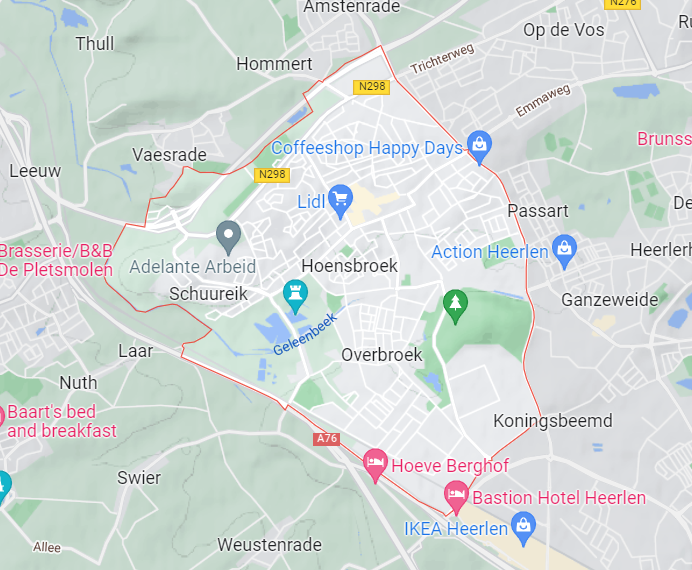 Amstenrade
N276
Thull
Op de Vos
Hommert
Trichterweg
N298
Emmaweg
Coffeeshop Happy Days
Vaesrade
Leeuw
N298
Lidl
Passart
Brasserie/B&B
De Pletsmolen
Adelante Arbeid
Hoensbroek
Action Heerlen
Schuureik
Ganzeweide
Geleenbeek
Laar
Overbroek
Nuth
Baart's bed
and breakfast
Koningsbeemd
A76
Hoeve Berghof
Swier
Bastion Hotel Heerlen
IKEA Heerlen
Allee
Weustenrade